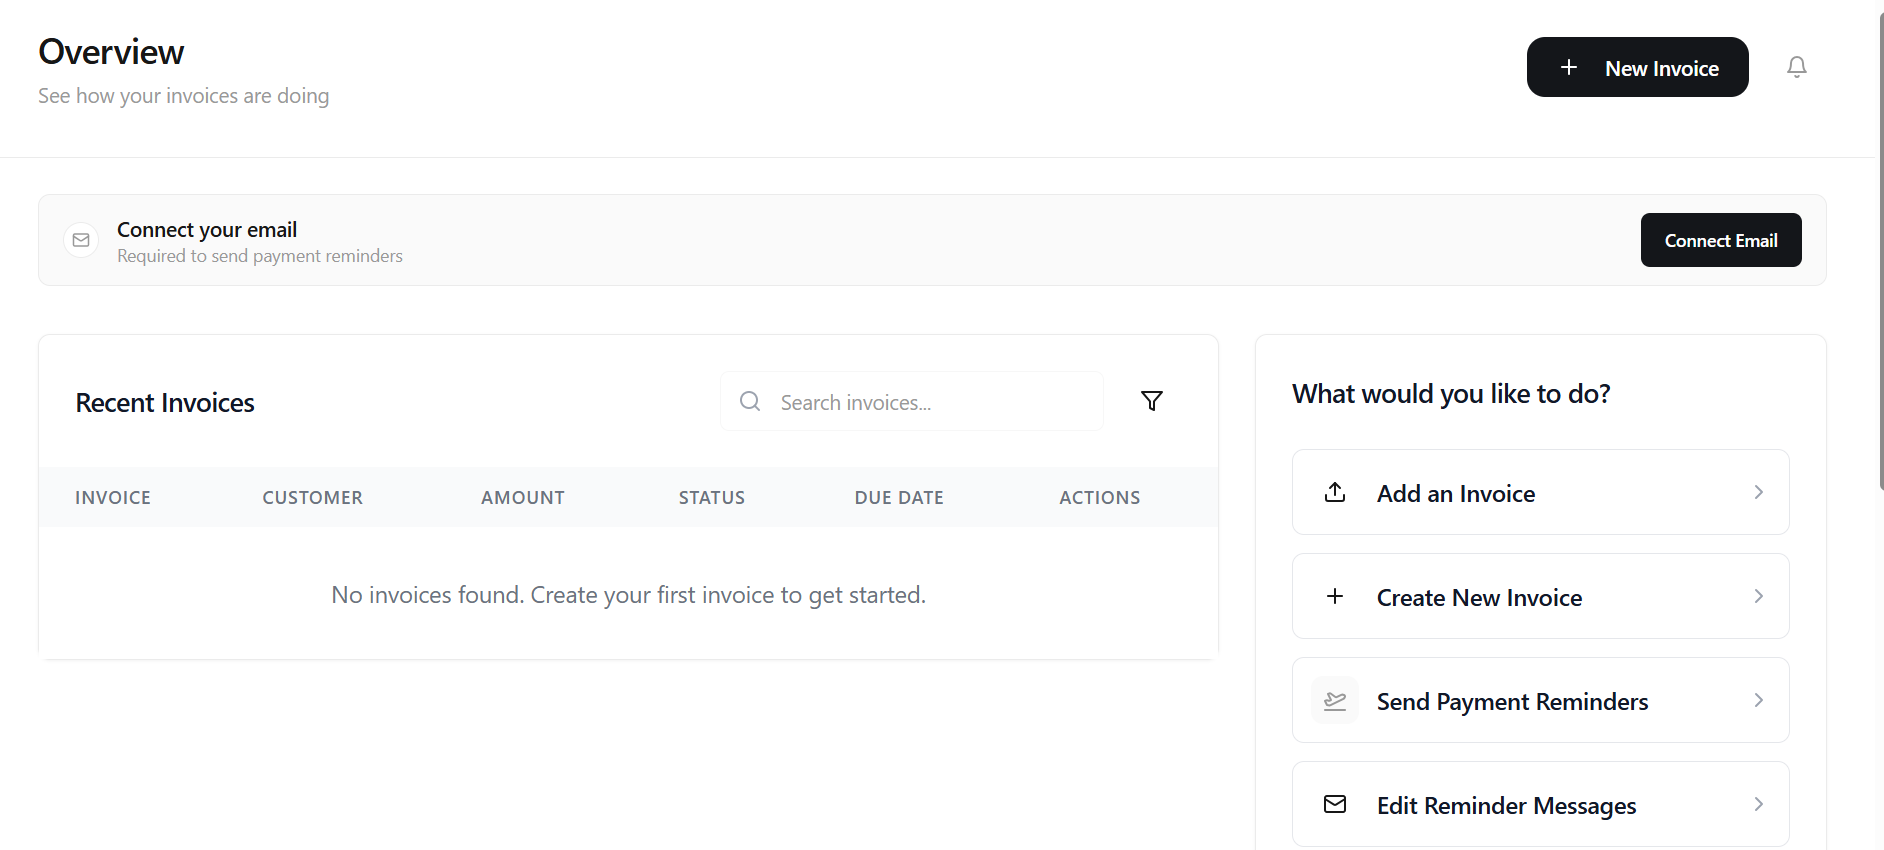 Overview
See how your invoices are doing
New Invoice
Connect your email
Required to send payment reminders
Connect Email
Recent Invoices
Search invoices...
INVOICE CUSTOMER AMOUNT STATUS DUE DATE ACTIONS
No invoices found. Create your first invoice to get started.
What would you like to do?
Add an Invoice
Create New Invoice
Send Payment Reminders
Edit Reminder Messages